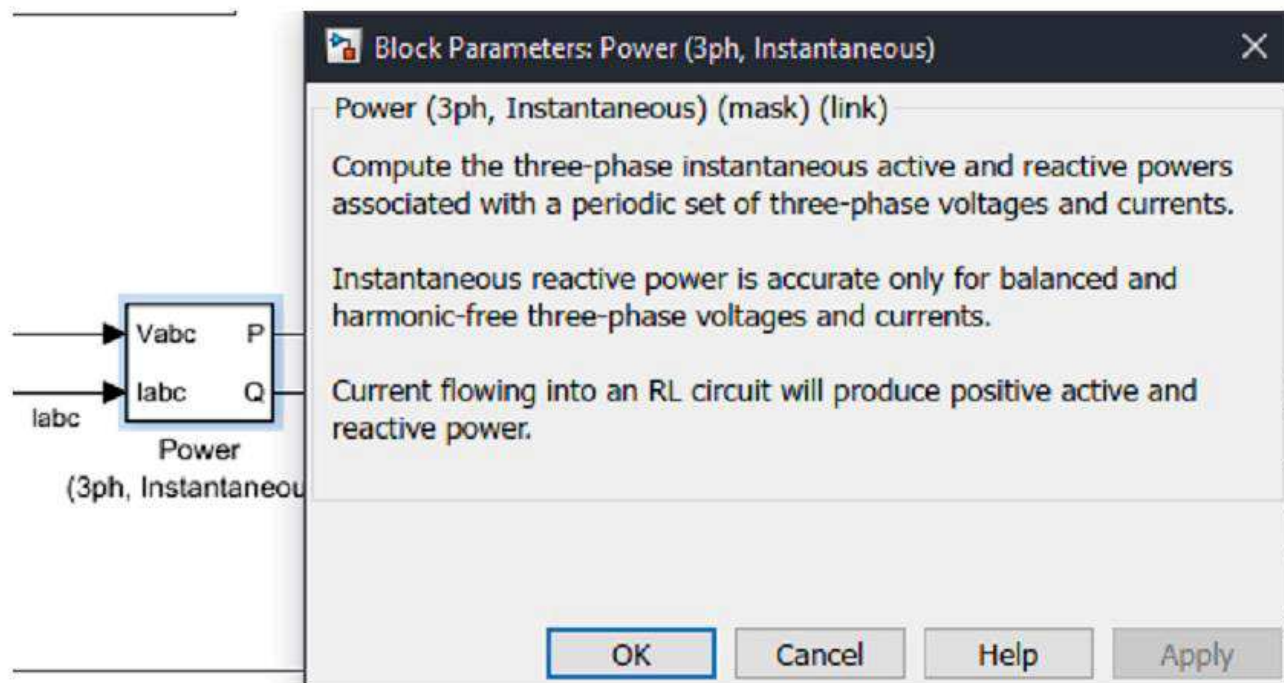 Block Parameters: Power (3ph, Instantaneous)
Power (3ph, Instantaneous) (mask) (link)
Compute the three-phase instantaneous active and reactive powers
associated with a periodic set of three-phase voltages and currents.
Instantaneous reactive power is accurate only for balanced and
harmonic-free three-phase voltages and currents.
Current flowing into an RL circuit will produce positive active and
reactive power.
Vabc P
Iabc Q
Iabc
Power
(3ph, Instantaneou
OK Cancel Help Apply